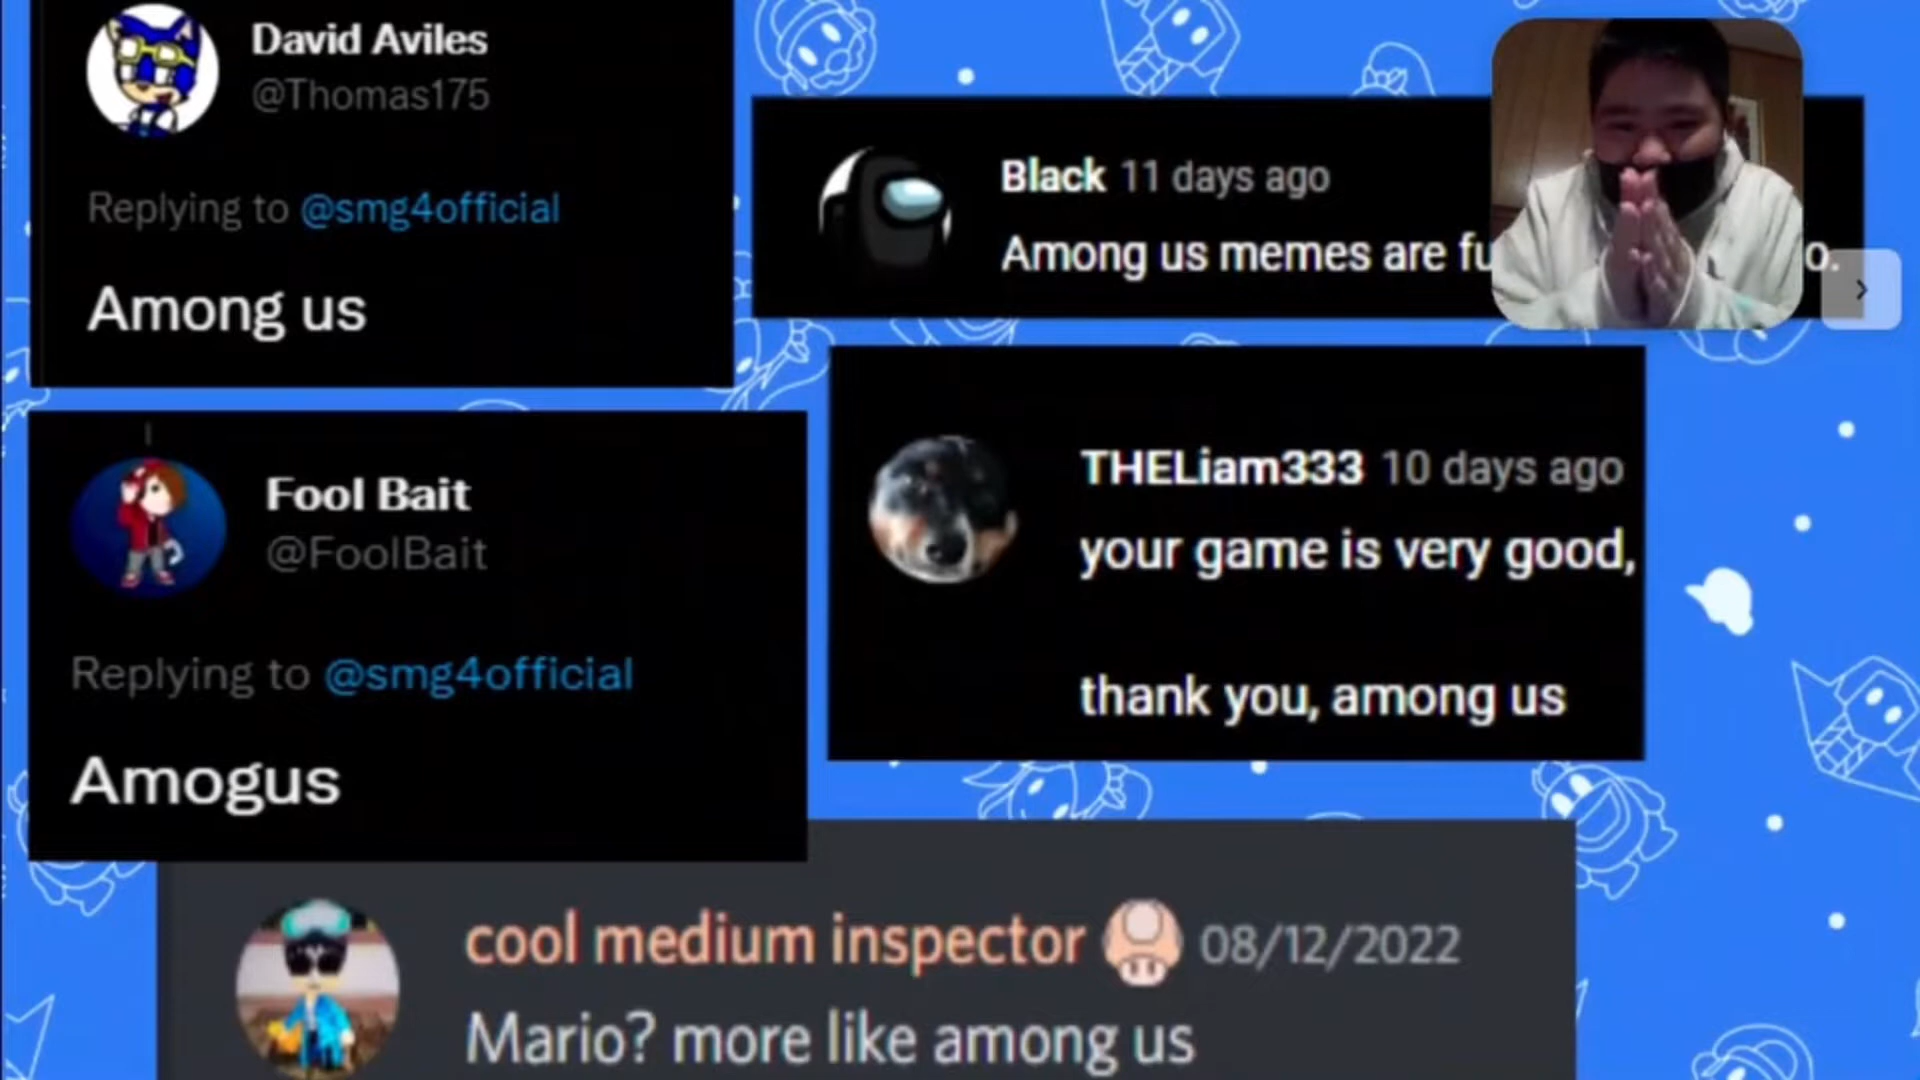 David Aviles
@Thomas175
Replying to @smg4official
Among us
Black 11 days ago
Among us memes are fu
o.
THELiam333 10 days ago
your game is very good,
thank you, among us
Fool Bait
@FoolBait
Replying to @smg4official
Amogus
cool medium inspector 08/12/2022
Mario? more like among us